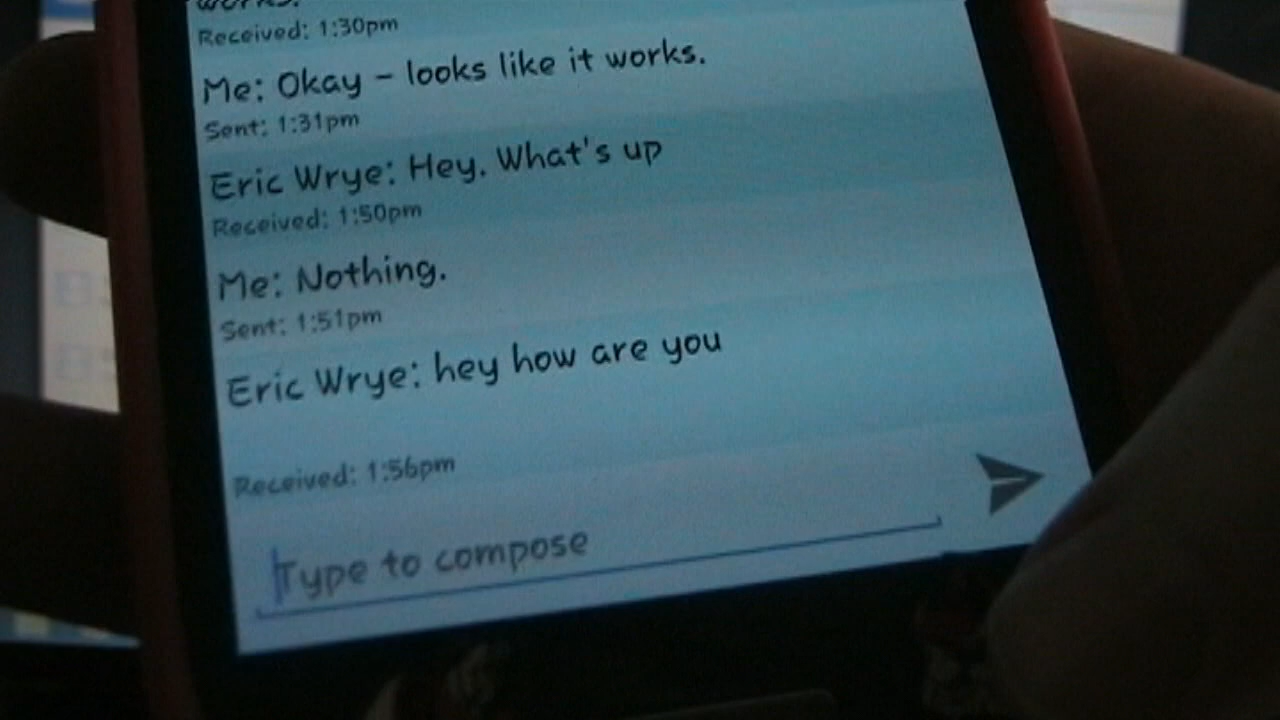 works.
Received: 1:30pm
Me: Okay – looks like it works.
Sent: 1:31pm
Eric Wrye: Hey. What's up
Received: 1:50pm
Me: Nothing.
Sent: 1:51pm
Eric Wrye: hey how are you
Received: 1:56pm
Type to compose